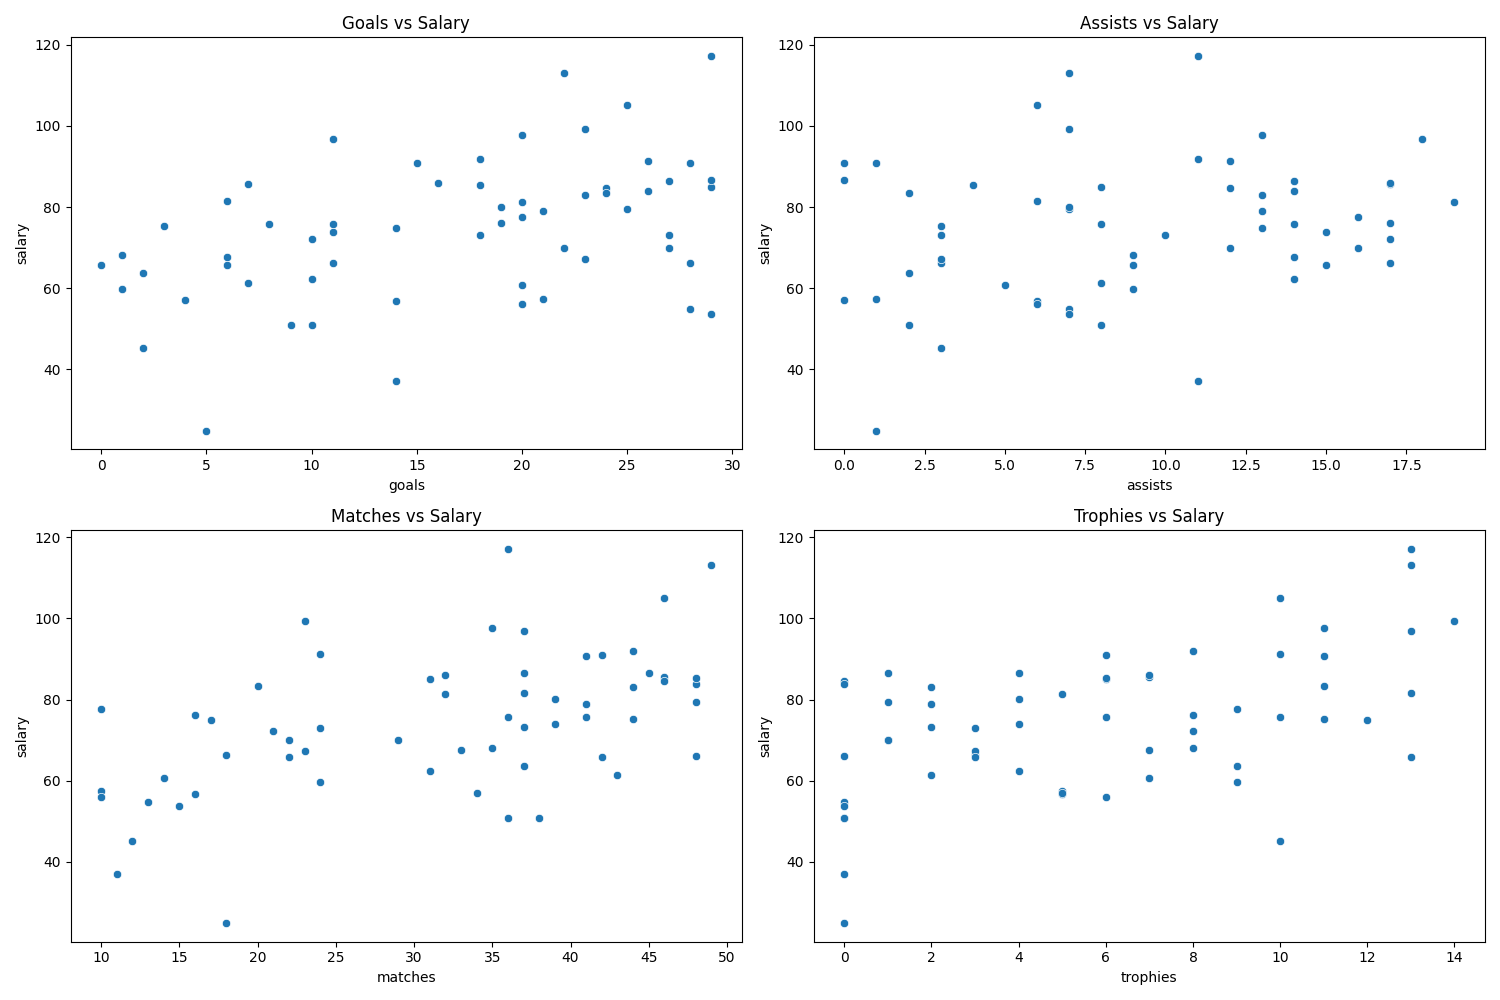 Goals vs Salary
120
100
80
60
40
salary
0 5 10 15 20 25 30
goals
Assists vs Salary
120
100
80
60
40
salary
0.0 2.5 5.0 7.5 10.0 12.5 15.0 17.5
assists
Matches vs Salary
120
100
80
60
40
salary
10 15 20 25 30 35 40 45 50
matches
Trophies vs Salary
120
100
80
60
40
salary
0 2 4 6 8 10 12 14
trophies